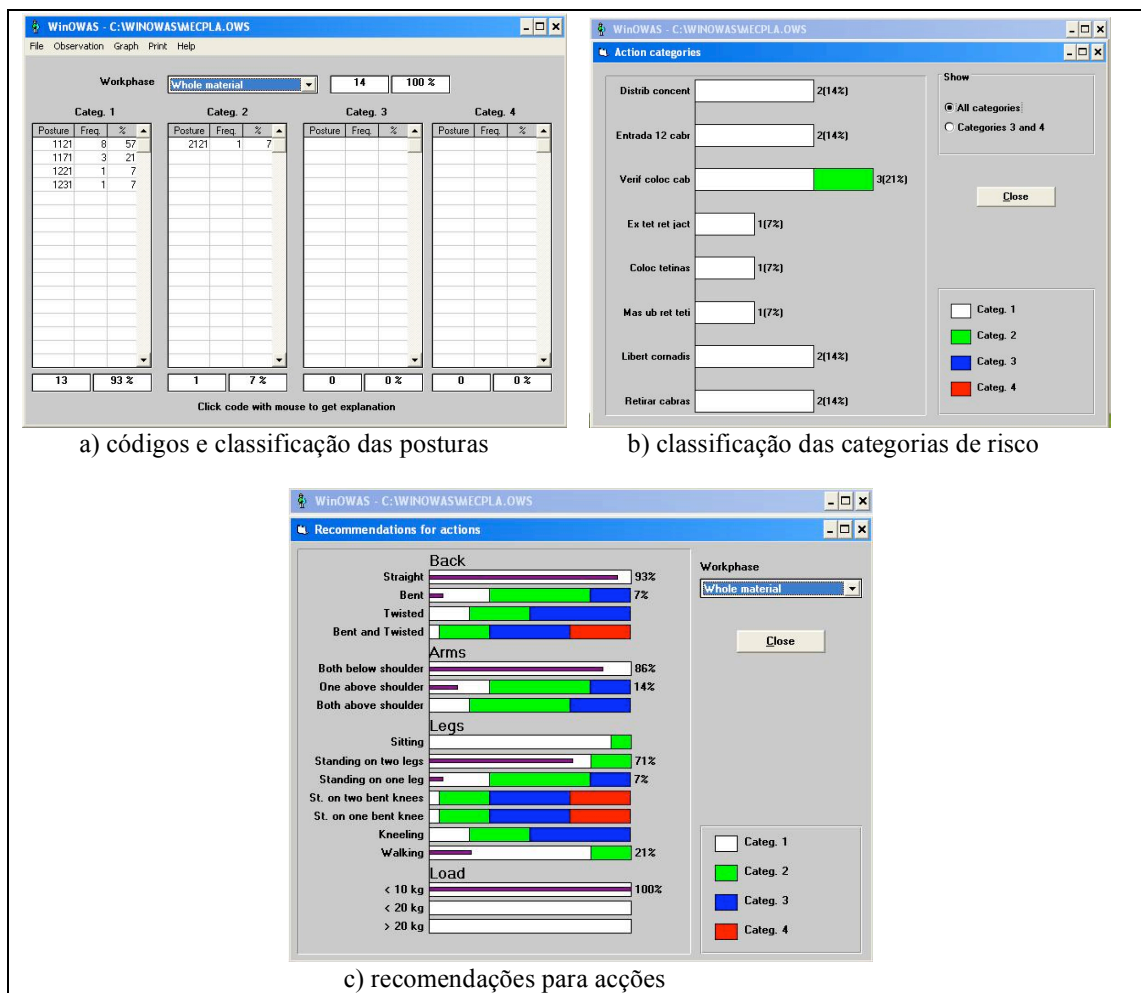 WinOWAS - C:\WINOWAS\MECPLA.OWS
File Observation Graph Print Help
Workphase Whole material 14 100 %
Categ. 1 Categ. 2 Categ. 3 Categ. 4
Posture Freq. % Posture Freq. % Posture Freq. % Posture Freq. %
1121 8 57 2121 1 7
1171 3 21
1221 1 7
1231 1 7
13 93 % 1 7 % 0 0 % 0 0 %
Click code with mouse to get explanation
a) códigos e classificação das posturas
WinOWAS - C:\WINOWAS\MECPLA.OWS
Action categories
Distrib concent 2(14%)
Entrada 12 cabr 2(14%)
Verif coloc cab 3(21%)
Ex tet ret jact 1(7%)
Coloc tetinas 1(7%)
Mas ub ret teti 1(7%)
Libert cornadis 2(14%)
Retirar cabras 2(14%)
Show
All categories
Categories 3 and 4
Close
Categ. 1
Categ. 2
Categ. 3
Categ. 4
b) classificação das categorias de risco
WinOWAS - C:\WINOWAS\MECPLA.OWS
Recommendations for actions
Back
Straight 93%
Bent 7%
Twisted
Bent and Twisted
Arms
Both below shoulder 86%
One above shoulder 14%
Both above shoulder
Legs
Sitting
Standing on two legs 71%
Standing on one leg 7%
St. on two bent knees
St. on one bent knee
Kneeling
Walking 21%
Load
< 10 kg 100%
< 20 kg
> 20 kg
Workphase
Whole material
Close
Categ. 1
Categ. 2
Categ. 3
Categ. 4
c) recomendações para acções